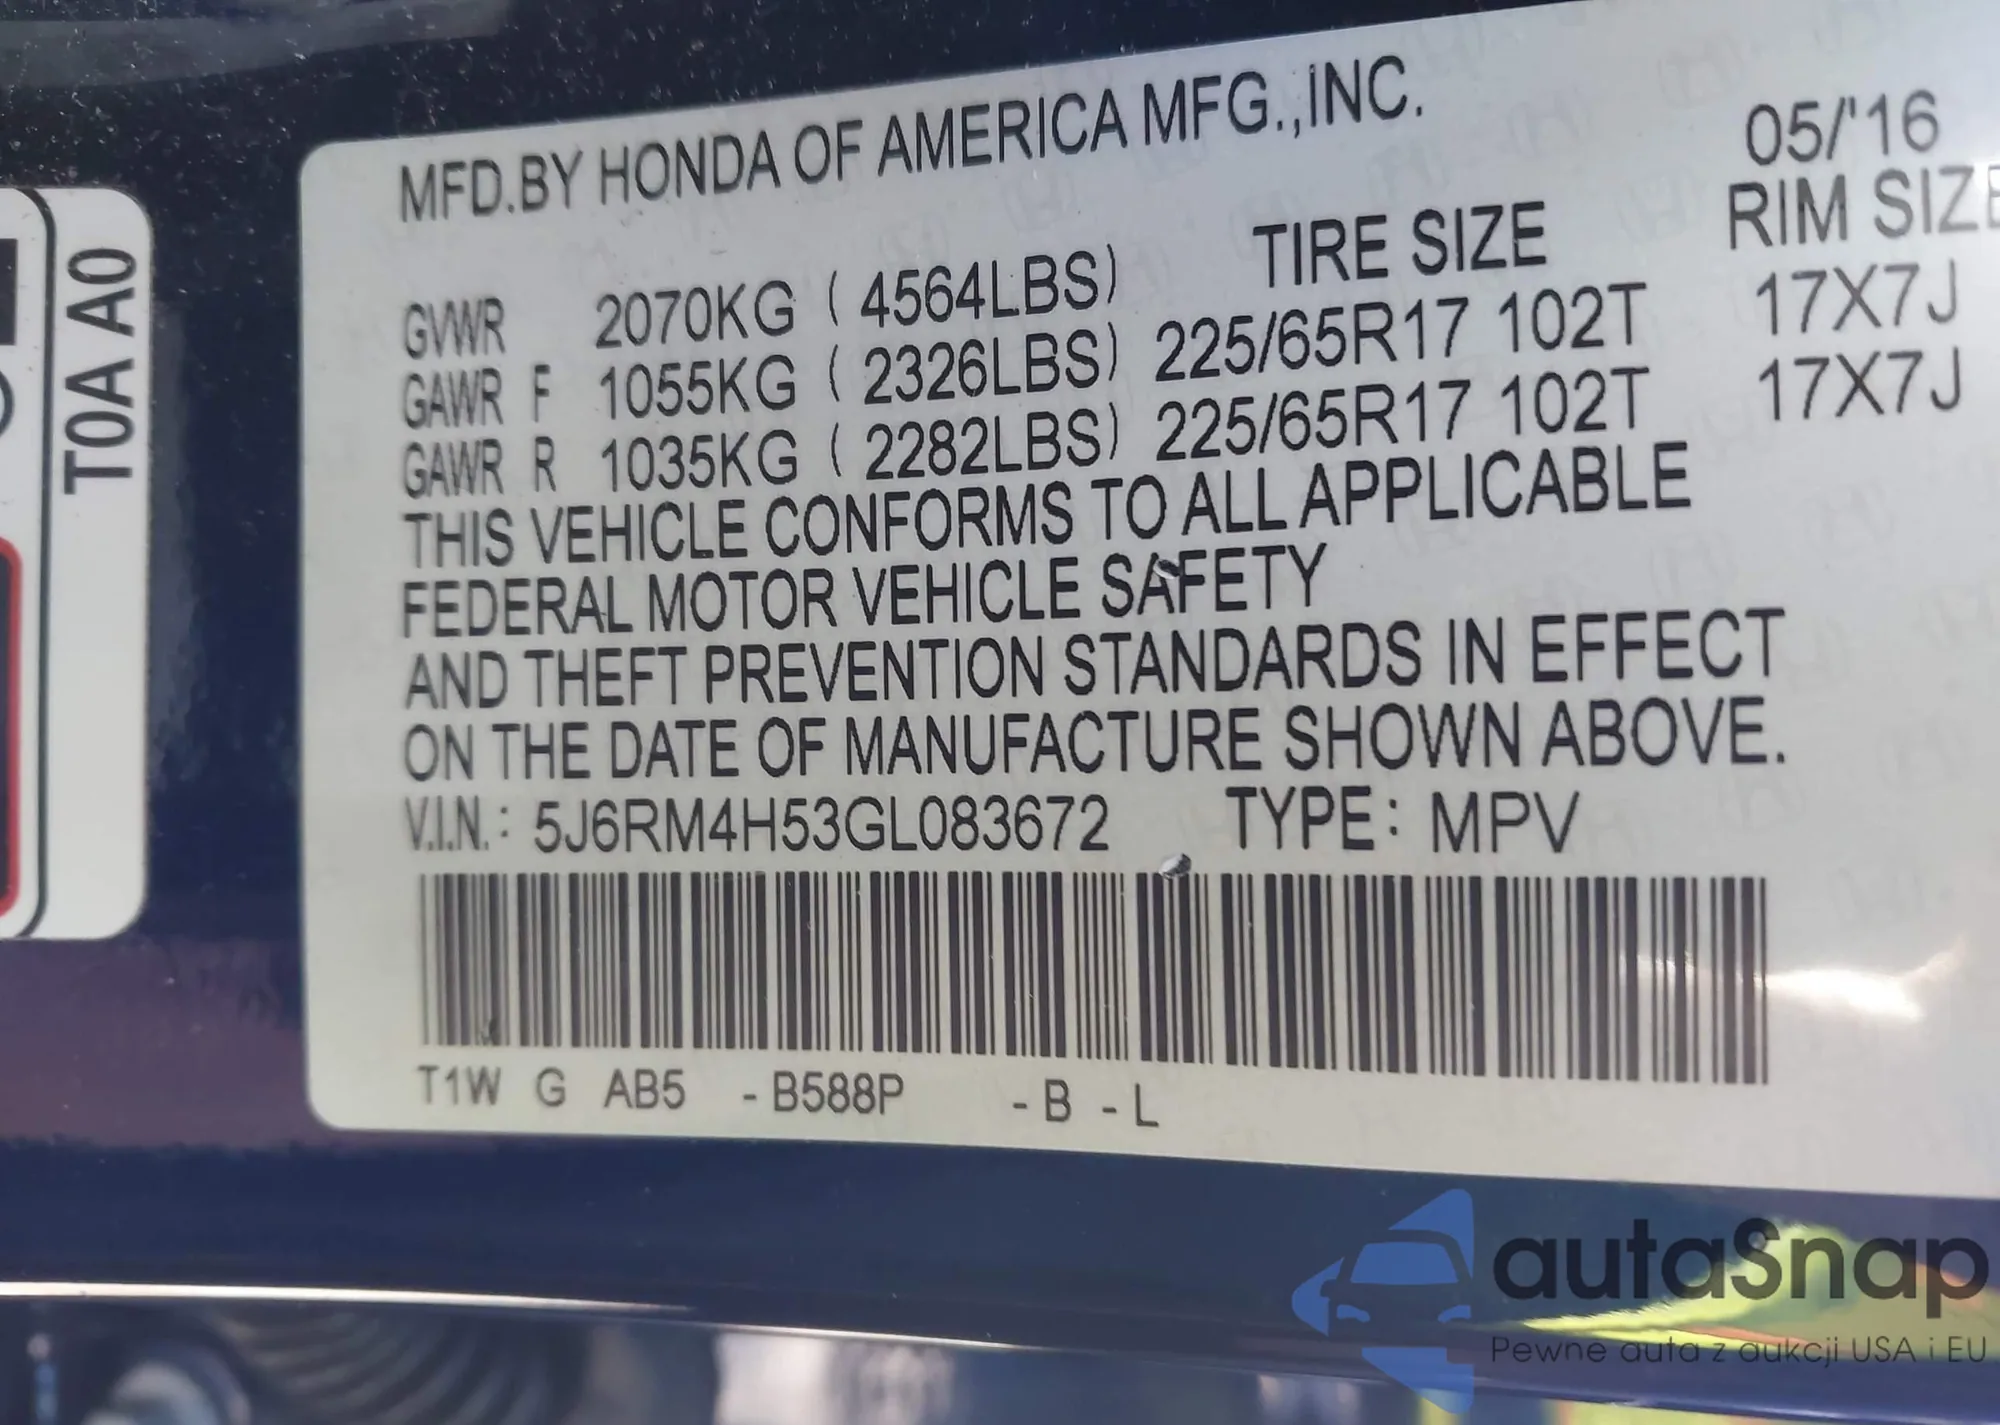 T0A A0
MFD.BY HONDA OF AMERICA MFG.,INC.
05/'16
TIRE SIZE RIM SIZE
GVWR 2070KG ( 4564LBS)
GAWR F 1055KG ( 2326LBS) 225/65R17 102T 17X7J
GAWR R 1035KG ( 2282LBS) 225/65R17 102T 17X7J
THIS VEHICLE CONFORMS TO ALL APPLICABLE
FEDERAL MOTOR VEHICLE SAFETY
AND THEFT PREVENTION STANDARDS IN EFFECT
ON THE DATE OF MANUFACTURE SHOWN ABOVE.
V.I.N.: 5J6RM4H53GL083672 TYPE: MPV
T1W G AB5 -B588P -B -L
autaSnap
Pewne auta z aukcji USA i EU